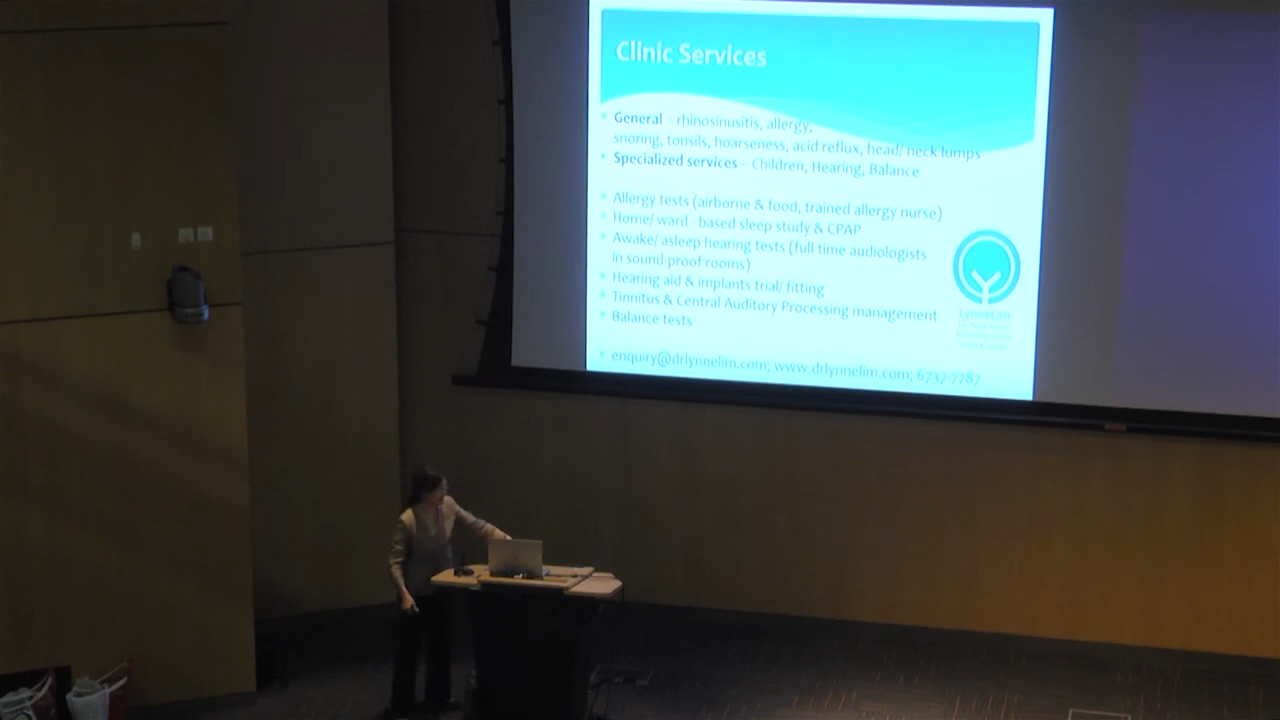 Clinic Services
General – rhinosinusitis, allergy,
snoring, tonsils, hoarseness, acid reflux, head/ neck lumps
Specialized services – Children, Hearing, Balance
Allergy tests (airborne & food, trained allergy nurse)
Home/ ward - based sleep study & CPAP
Awake/ asleep hearing tests (full time audiologists
in sound proof rooms)
Hearing aid & implants trial/ fitting
Tinnitus & Central Auditory Processing management
Balance tests
LynneLim
enquiry@drlynnelim.com; www.drlynnelim.com; 6737-7787